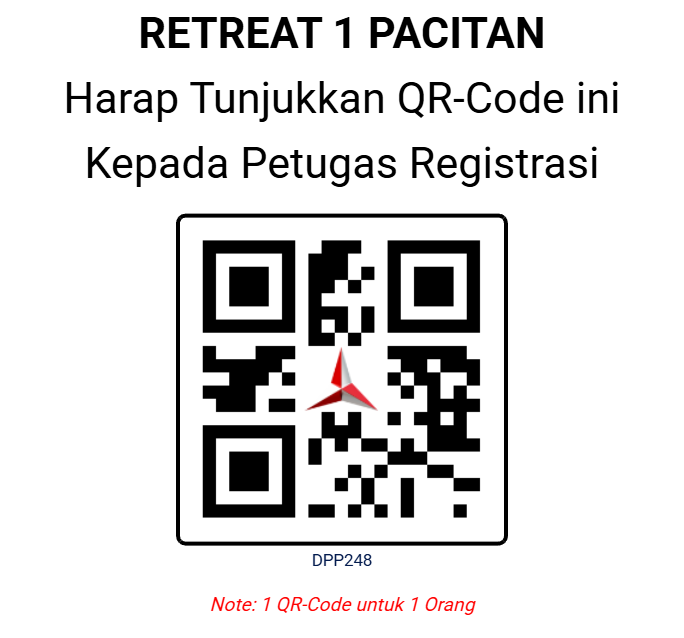 RETREAT 1 PACITAN
Harap Tunjukkan QR-Code ini
Kepada Petugas Registrasi
DPP248
Note: 1 QR-Code untuk 1 Orang